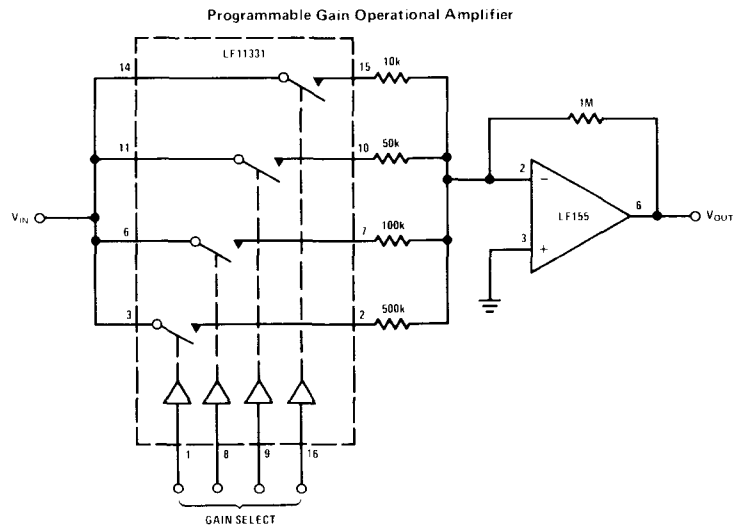 Programmable Gain Operational Amplifier
LF11331
14
15
10k
11
10
50k
1M
2
−
LF155
6
3
+
V_IN
V_OUT
6
7
100k
3
2
500k
1
8
9
16
GAIN SELECT